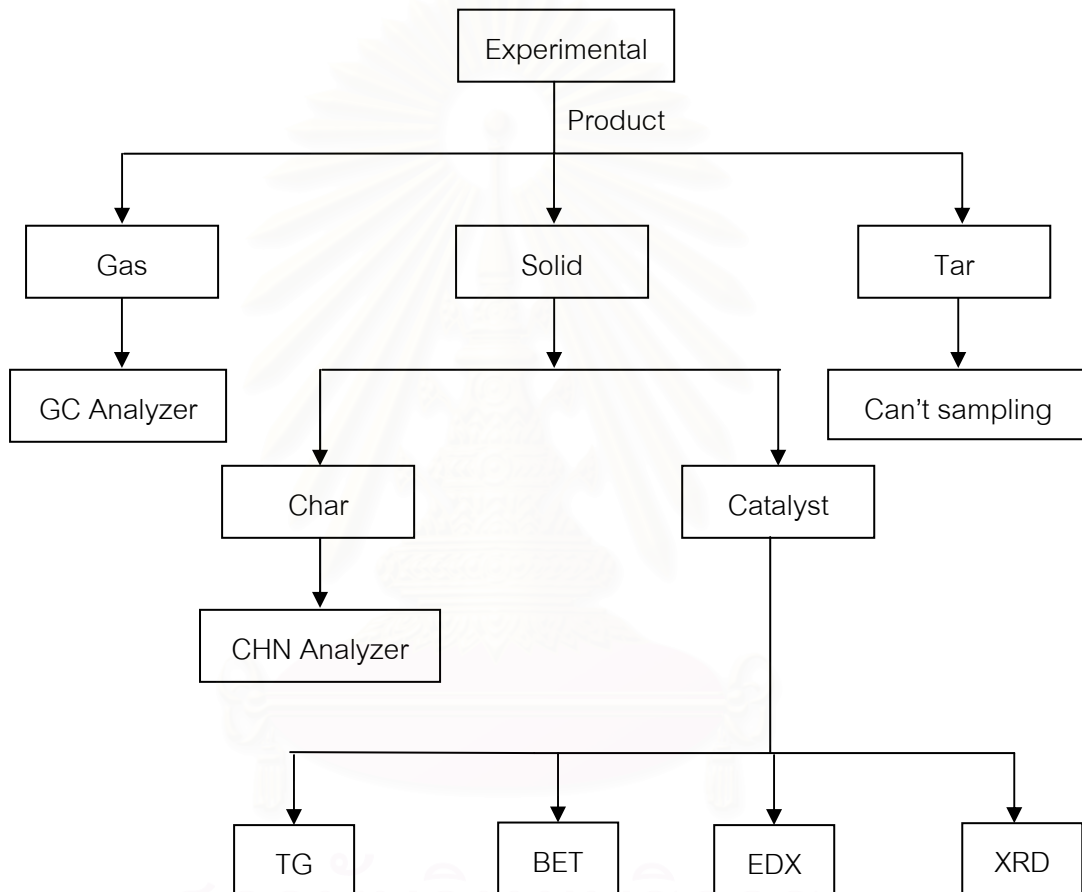 Experimental
Product
Gas
Solid
Tar
GC Analyzer
Can't sampling
Char
Catalyst
CHN Analyzer
TG
BET
EDX
XRD